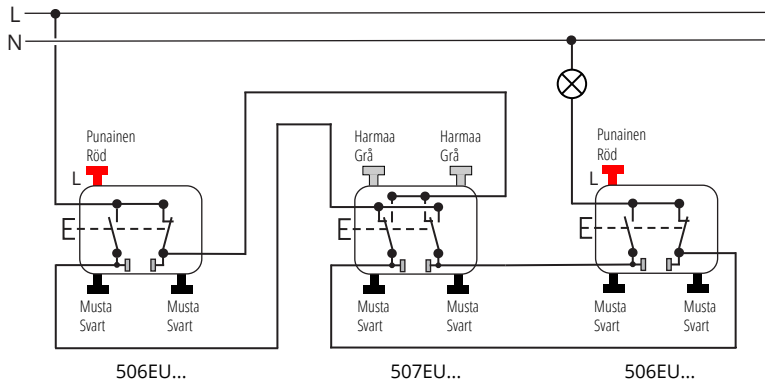 L
N
Punainen
Röd
L
Harmaa
Grå
Harmaa
Grå
Punainen
Röd
L
Musta
Svart
Musta
Svart
Musta
Svart
Musta
Svart
Musta
Svart
Musta
Svart
506EU...
507EU...
506EU...